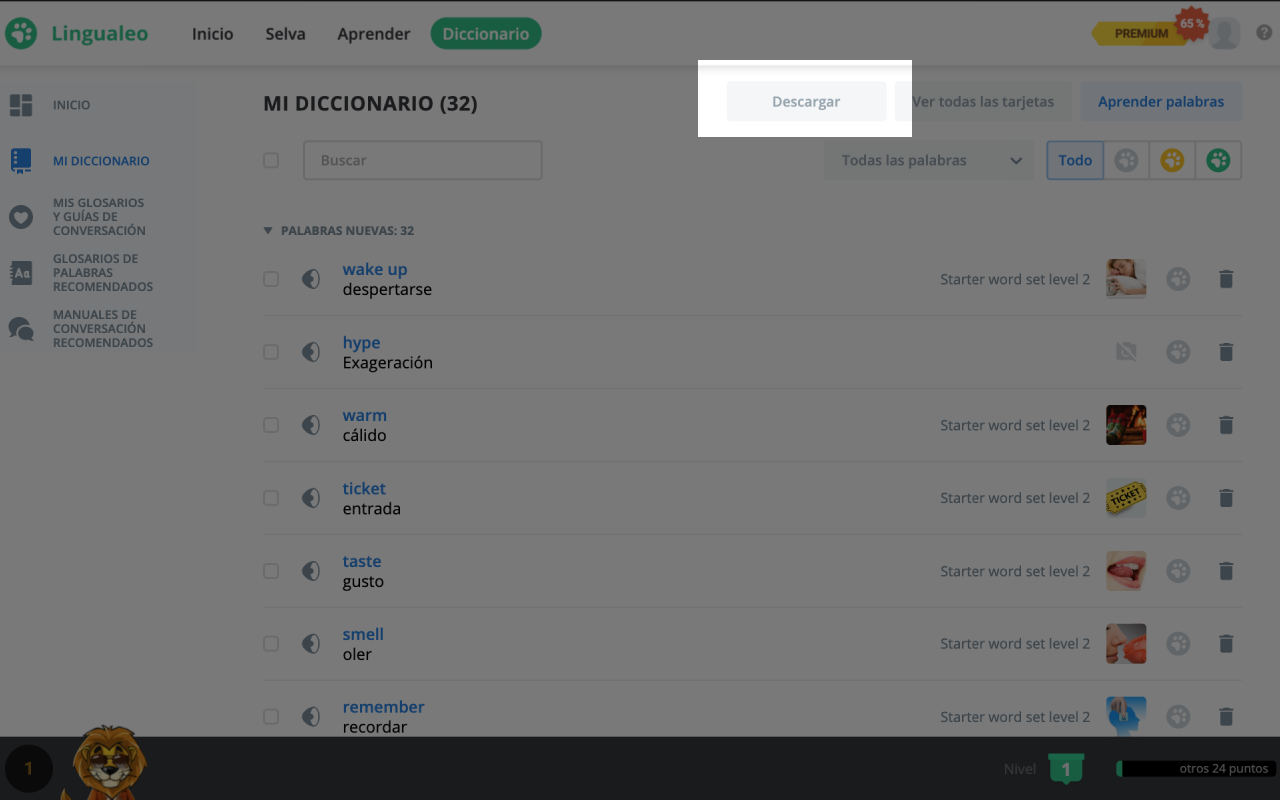 Lingualeo
Inicio
Selva
Aprender
Diccionario
PREMIUM
65 %
?
INICIO
MI DICCIONARIO
MIS GLOSARIOS
Y GUÍAS DE
CONVERSACIÓN
Aa
GLOSARIOS DE
PALABRAS
RECOMENDADOS
MANUALES DE
CONVERSACIÓN
RECOMENDADOS
MI DICCIONARIO (32)
Descargar
Ver todas las tarjetas
Aprender palabras
Buscar
Todas las palabras
Todo
PALABRAS NUEVAS: 32
wake up
despertarse
Starter word set level 2
hype
Exageración
warm
cálido
Starter word set level 2
ticket
entrada
Starter word set level 2
TICKET
taste
gusto
Starter word set level 2
smell
oler
Starter word set level 2
remember
recordar
Starter word set level 2
1
Nivel
1
otros 24 puntos